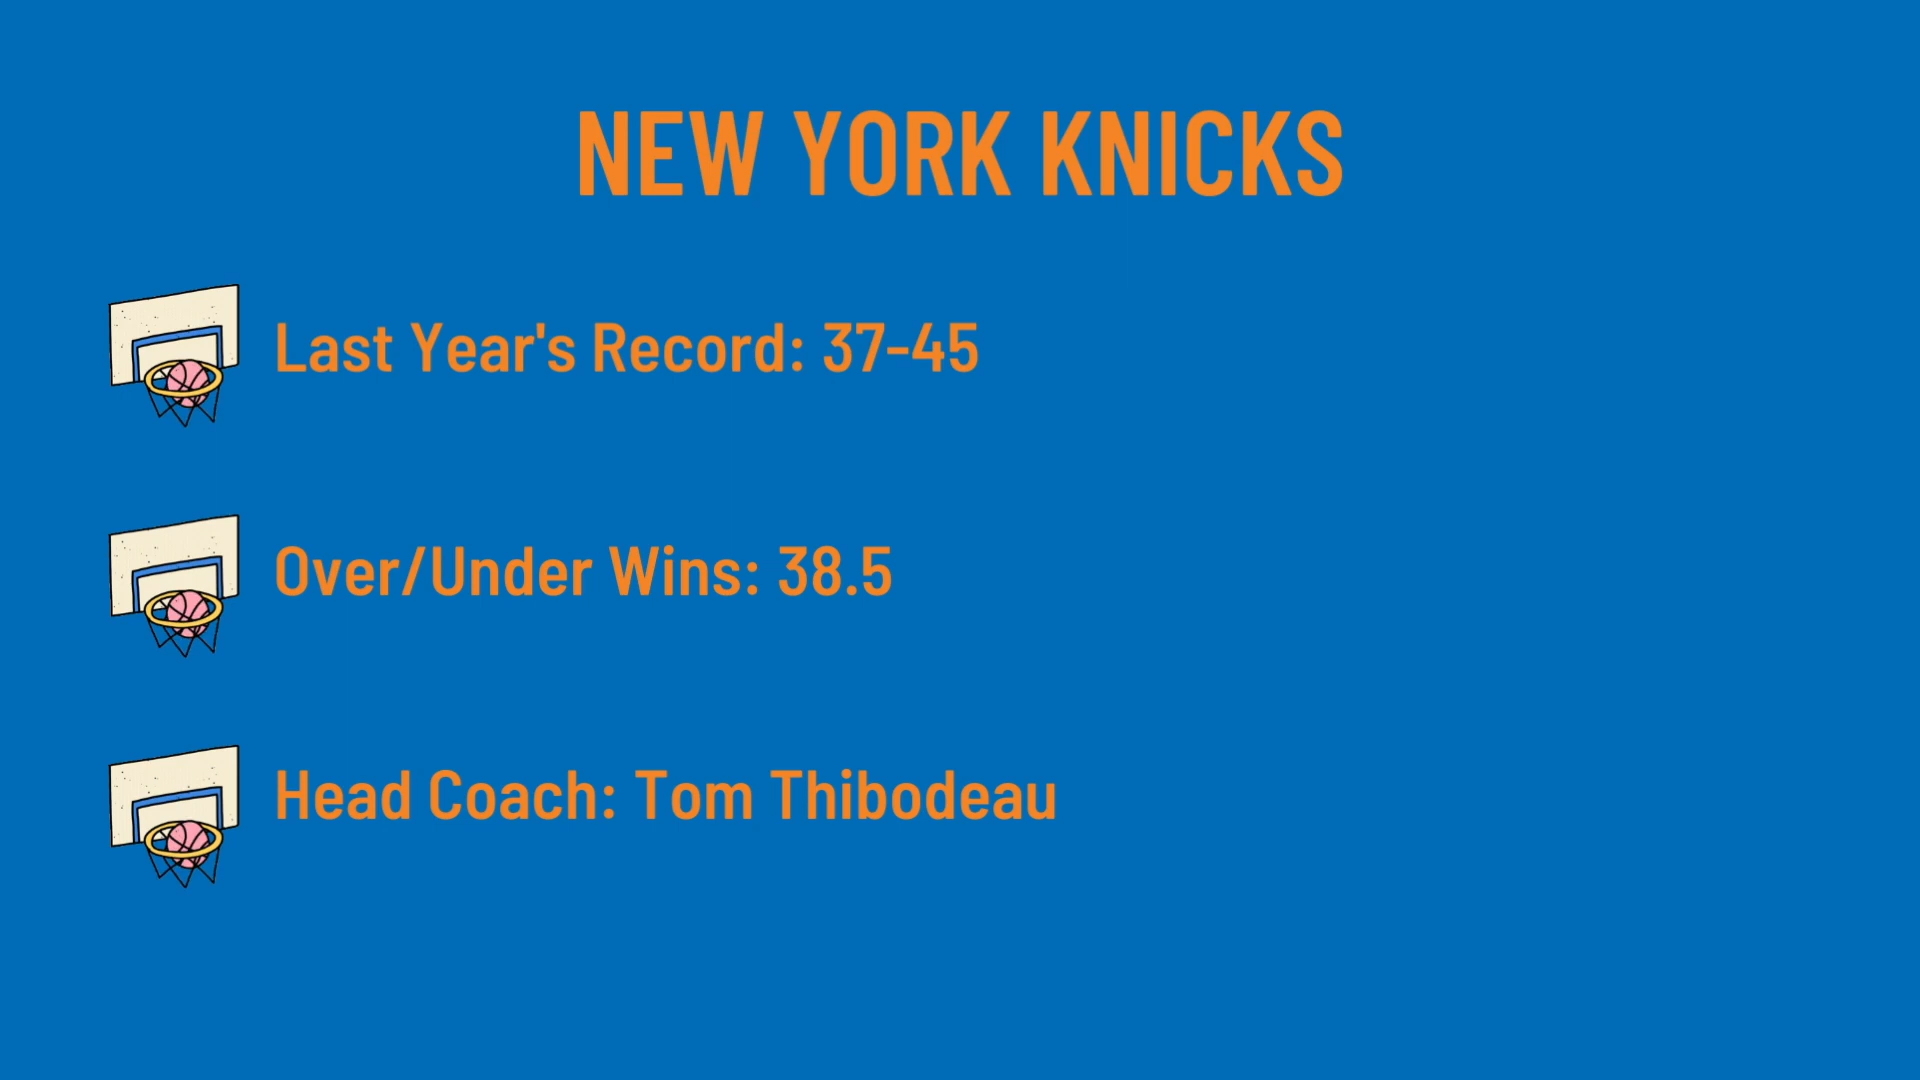 NEW YORK KNICKS
Last Year's Record: 37-45
Over/Under Wins: 38.5
Head Coach: Tom Thibodeau